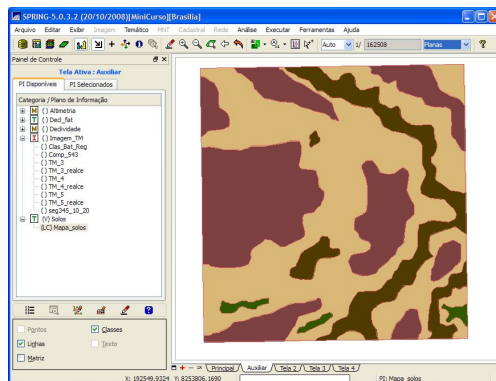 SPRING-5.0.3.2 (20/10/2008)[MiniCurso][Brasilia]
Arquivo Editar Exibir Imagem Temático MNT Cadastral Rede Análise Executar Ferramentas Ajuda
Auto 1/ 162508 Planas
Painel de Controle
Tela Ativa : Auxiliar
PI Disponíveis PI Selecionados
Categoria / Plano de Informação
M () Altimetria
T () Decl_fat
M () Declividade
I () Imagem_TM
() Clas_Bat_Reg
() Comp_543
() TM_3
() TM_3_realce
() TM_4
() TM_4_realce
() TM_5
() TM_5_realce
() seg345_10_20
T (V) Solos
(LC) Mapa_solos
Pontos Classes
Linhas Texto
Matriz
Principal Auxiliar Tela 2 Tela 3 Tela 4
X: 192549.9324 Y: 8253806.1690 PI: Mapa_solos